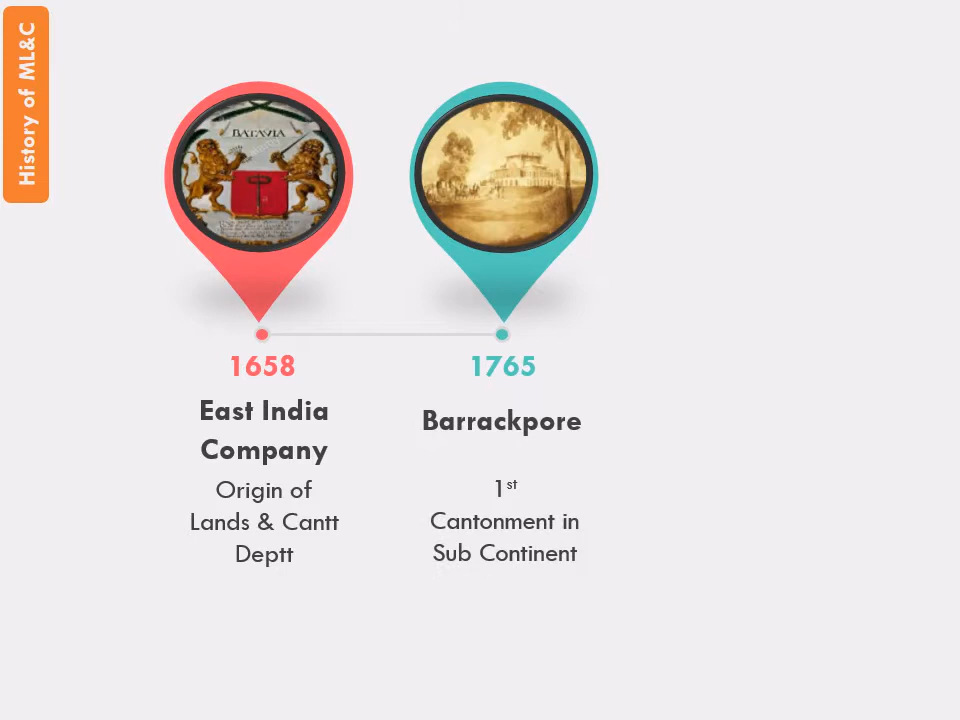 History of ML&C
BATAVIA
1658
East India
Company
Origin of
Lands & Cantt
Deptt
1765
Barrackpore
1st
Cantonment in
Sub Continent